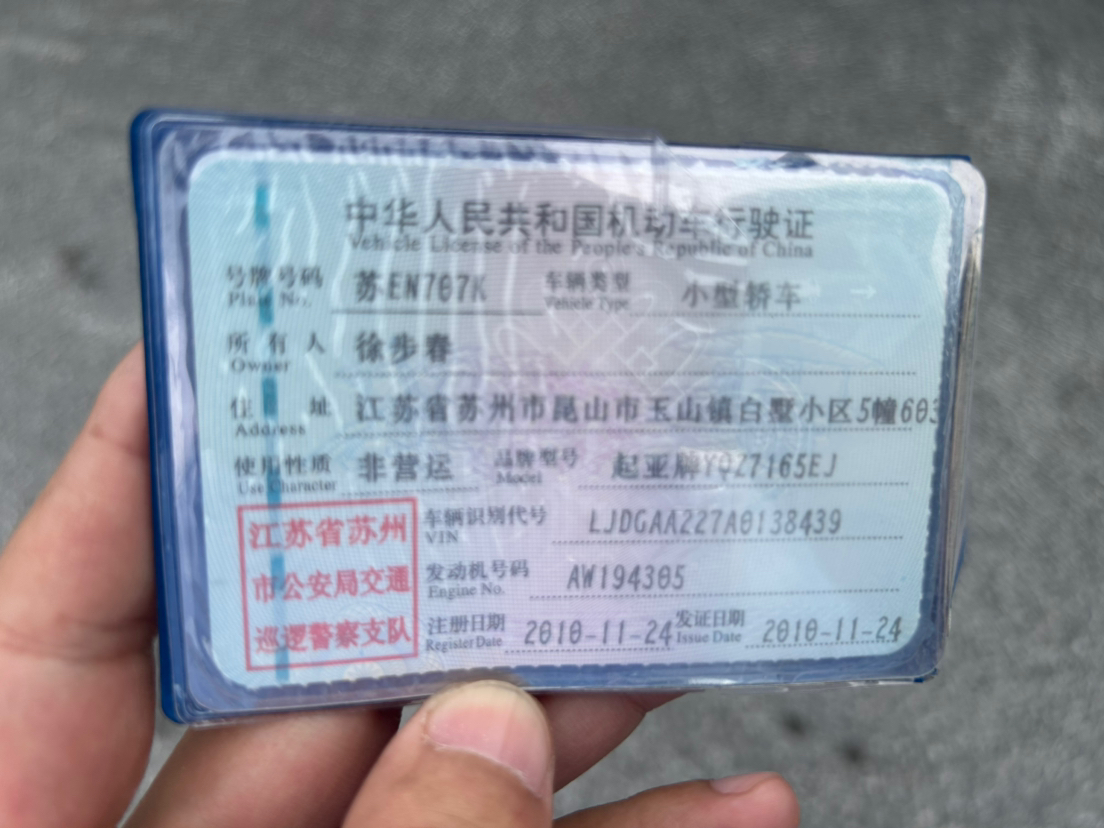 中华人民共和国机动车行驶证
Vehicle License of the People's Republic of China
号牌号码 苏EN707K 车辆类型 小型轿车
Plate No. Vehicle Type
所有人 徐步春
Owner
住址 江苏省苏州市昆山市玉山镇白墅小区5幢603
Address
使用性质 非营运 品牌型号 起亚牌YQZ7165EJ
Use Character Model
江苏省苏州 车辆识别代号 LJDGAA227A0138439
VIN
市公安局交通 发动机号码 AW194305
Engine No.
巡逻警察支队 注册日期 2010-11-24 发证日期 2010-11-24
Register Date Issue Date